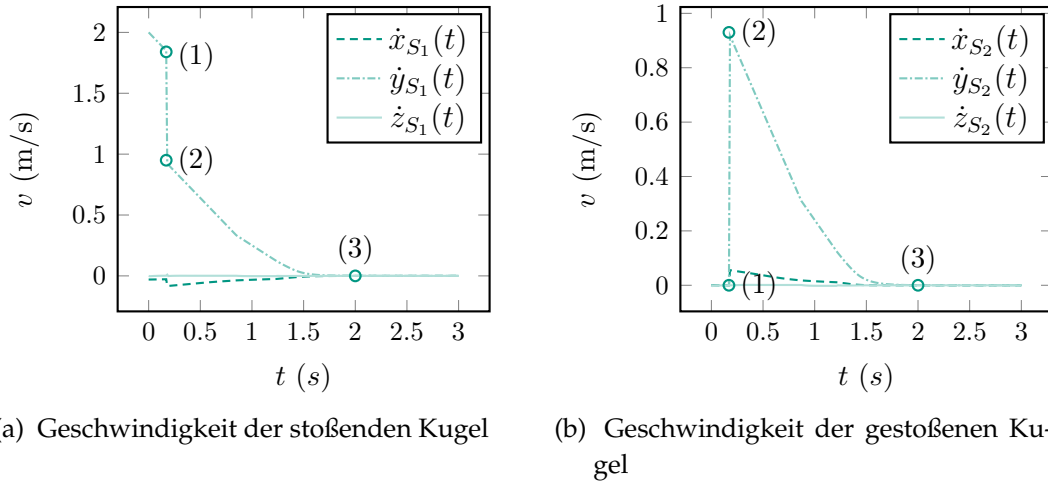 2
1.5
1
0.5
0
v (m/s)
(1)
(2)
(3)
ẋS1(t)
ẏS1(t)
żS1(t)
0 0.5 1 1.5 2 2.5 3
t (s)
1
0.8
0.6
0.4
0.2
0
v (m/s)
(2)
(1)
(3)
ẋS2(t)
ẏS2(t)
żS2(t)
0 0.5 1 1.5 2 2.5 3
t (s)
) Geschwindigkeit der stoßenden Kugel
(b) Geschwindigkeit der gestoßenen Ku-
gel